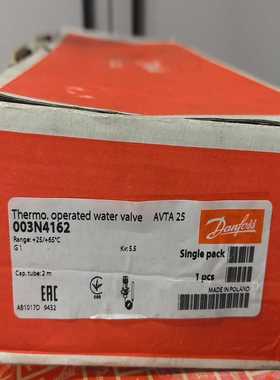 Thermo. operated water valve AVTA 25
003N4162
Range: +25/+65°C
G 1 Kv: 5.5
Danfoss
Single pack
1 pcs
Cap. tube: 2 m
MADE IN POLAND
EAC
AB1017D 9432